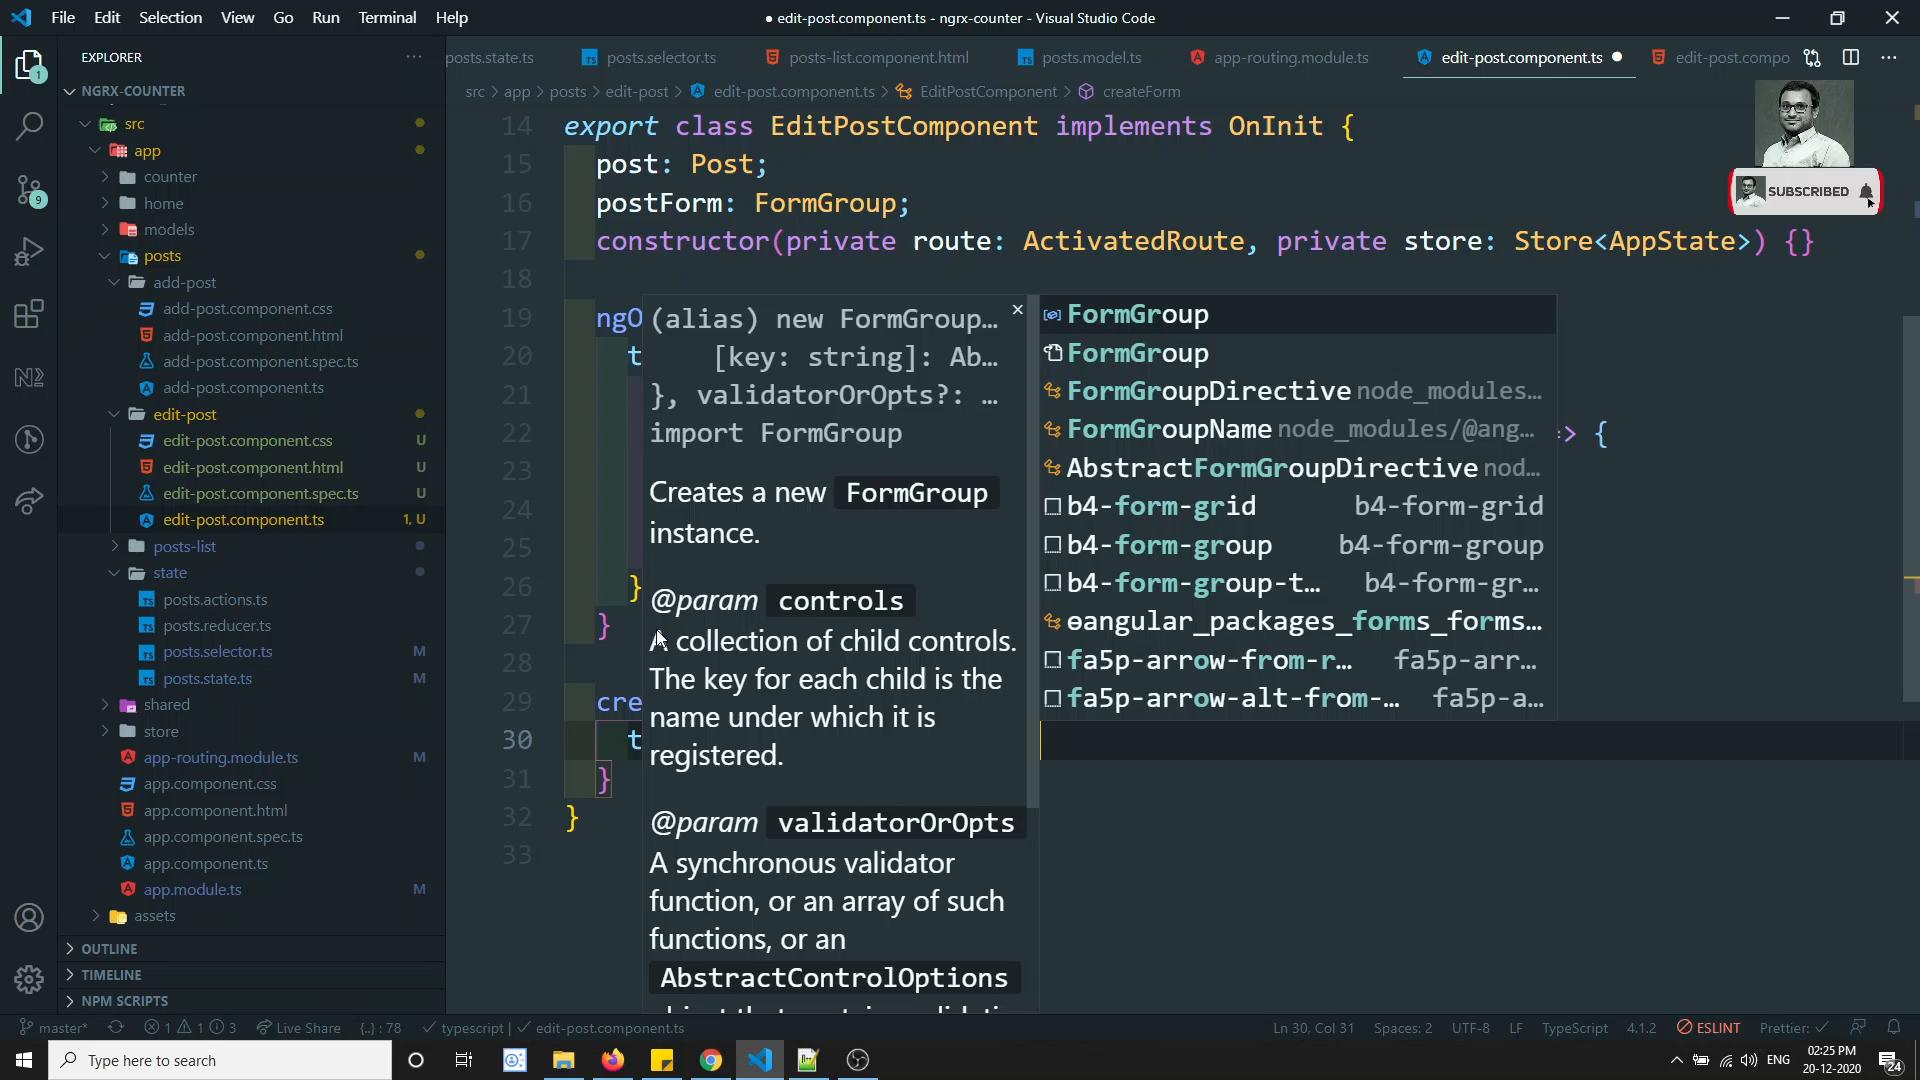 File Edit Selection View Go Run Terminal Help
● edit-post.component.ts - ngrx-counter - Visual Studio Code
EXPLORER
posts.state.ts posts.selector.ts posts-list.component.html posts.model.ts app-routing.module.ts edit-post.component.ts edit-post.compo
NGRX-COUNTER
src > app > posts > edit-post > edit-post.component.ts > EditPostComponent > createForm
src
app
counter
home
models
posts
add-post
add-post.component.css
add-post.component.html
add-post.component.spec.ts
add-post.component.ts
edit-post
edit-post.component.css U
edit-post.component.html U
edit-post.component.spec.ts U
edit-post.component.ts 1, U
posts-list
state
posts.actions.ts
posts.reducer.ts
posts.selector.ts M
posts.state.ts M
shared
store
app-routing.module.ts M
app.component.css
app.component.html
app.component.spec.ts
app.component.ts
app.module.ts M
assets
OUTLINE
TIMELINE
NPM SCRIPTS
1
9
14 export class EditPostComponent implements OnInit {
15 post: Post;
16 postForm: FormGroup;
17 constructor(private route: ActivatedRoute, private store: Store<AppState>) {}
18
19 ngO
20 t
21
22 => {
23
24
25
26 }
27 }
28
29 cre
30 t
31 }
32 }
33
(alias) new FormGroup…
[key: string]: Ab…
}, validatorOrOpts?: …
import FormGroup
Creates a new FormGroup
instance.
@param controls
A collection of child controls.
The key for each child is the
name under which it is
registered.
@param validatorOrOpts
A synchronous validator
function, or an array of such
functions, or an
AbstractControlOptions
FormGroup
FormGroup
FormGroupDirective node_modules…
FormGroupName node_modules/@ang…
AbstractFormGroupDirective nod…
b4-form-grid b4-form-grid
b4-form-group b4-form-group
b4-form-group-t… b4-form-gr…
ɵangular_packages_forms_forms…
fa5p-arrow-from-r… fa5p-arr…
fa5p-arrow-alt-from-… fa5p-a…
SUBSCRIBED
master* 1 1 3 Live Share {..} : 78 typescript | edit-post.component.ts Ln 30, Col 31 Spaces: 2 UTF-8 LF TypeScript 4.1.2 ESLINT Prettier: ✓
Type here to search
ENG
02:25 PM
20-12-2020
24